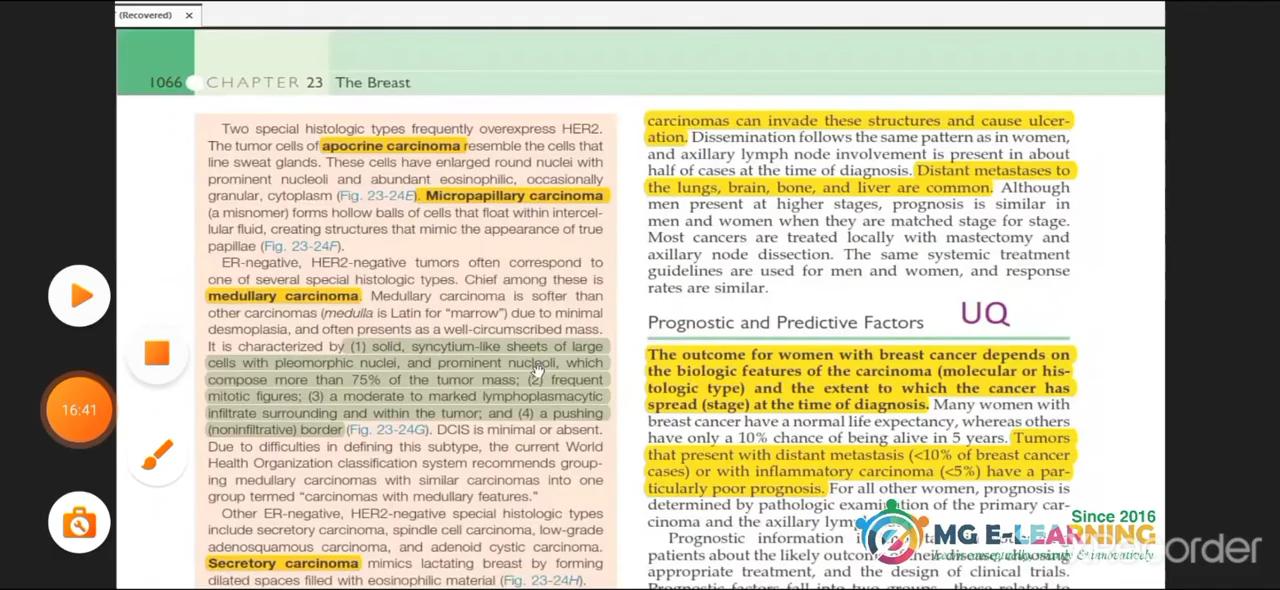 (Recovered)
1066 CHAPTER 23 The Breast
Two special histologic types frequently overexpress HER2.
The tumor cells of apocrine carcinoma resemble the cells that
line sweat glands. These cells have enlarged round nuclei with
prominent nucleoli and abundant eosinophilic, occasionally
granular, cytoplasm (Fig. 23-24E). Micropapillary carcinoma
(a misnomer) forms hollow balls of cells that float within intercel-
lular fluid, creating structures that mimic the appearance of true
papillae (Fig. 23-24F).
ER-negative, HER2-negative tumors often correspond to
one of several special histologic types. Chief among these is
medullary carcinoma. Medullary carcinoma is softer than
other carcinomas (medulla is Latin for “marrow”) due to minimal
desmoplasia, and often presents as a well-circumscribed mass.
It is characterized by (1) solid, syncytium-like sheets of large
cells with pleomorphic nuclei, and prominent nucleoli, which
compose more than 75% of the tumor mass; (2) frequent
mitotic figures; (3) a moderate to marked lymphoplasmacytic
infiltrate surrounding and within the tumor; and (4) a pushing
(noninfiltrative) border (Fig. 23-24G). DCIS is minimal or absent.
Due to difficulties in defining this subtype, the current World
Health Organization classification system recommends group-
ing medullary carcinomas with similar carcinomas into one
group termed “carcinomas with medullary features.”
Other ER-negative, HER2-negative special histologic types
include secretory carcinoma, spindle cell carcinoma, low-grade
adenosquamous carcinoma, and adenoid cystic carcinoma.
Secretory carcinoma mimics lactating breast by forming
dilated spaces filled with eosinophilic material (Fig. 23-24H).
carcinomas can invade these structures and cause ulcer-
ation. Dissemination follows the same pattern as in women,
and axillary lymph node involvement is present in about
half of cases at the time of diagnosis. Distant metastases to
the lungs, brain, bone, and liver are common. Although
men present at higher stages, prognosis is similar in
men and women when they are matched stage for stage.
Most cancers are treated locally with mastectomy and
axillary node dissection. The same systemic treatment
guidelines are used for men and women, and response
rates are similar.
Prognostic and Predictive Factors UQ
The outcome for women with breast cancer depends on
the biologic features of the carcinoma (molecular or his-
tologic type) and the extent to which the cancer has
spread (stage) at the time of diagnosis. Many women with
breast cancer have a normal life expectancy, whereas others
have only a 10% chance of being alive in 5 years. Tumors
that present with distant metastasis (<10% of breast cancer
cases) or with inflammatory carcinoma (<5%) have a par-
ticularly poor prognosis. For all other women, prognosis is
determined by pathologic examination of the primary car-
cinoma and the axillary
Prognostic information
patients about the likely
appropriate treatment, and the design of clinical trials.
Prognostic factors fall into two groups, those related to
16:41
Since 2016
MG E-LEARNING